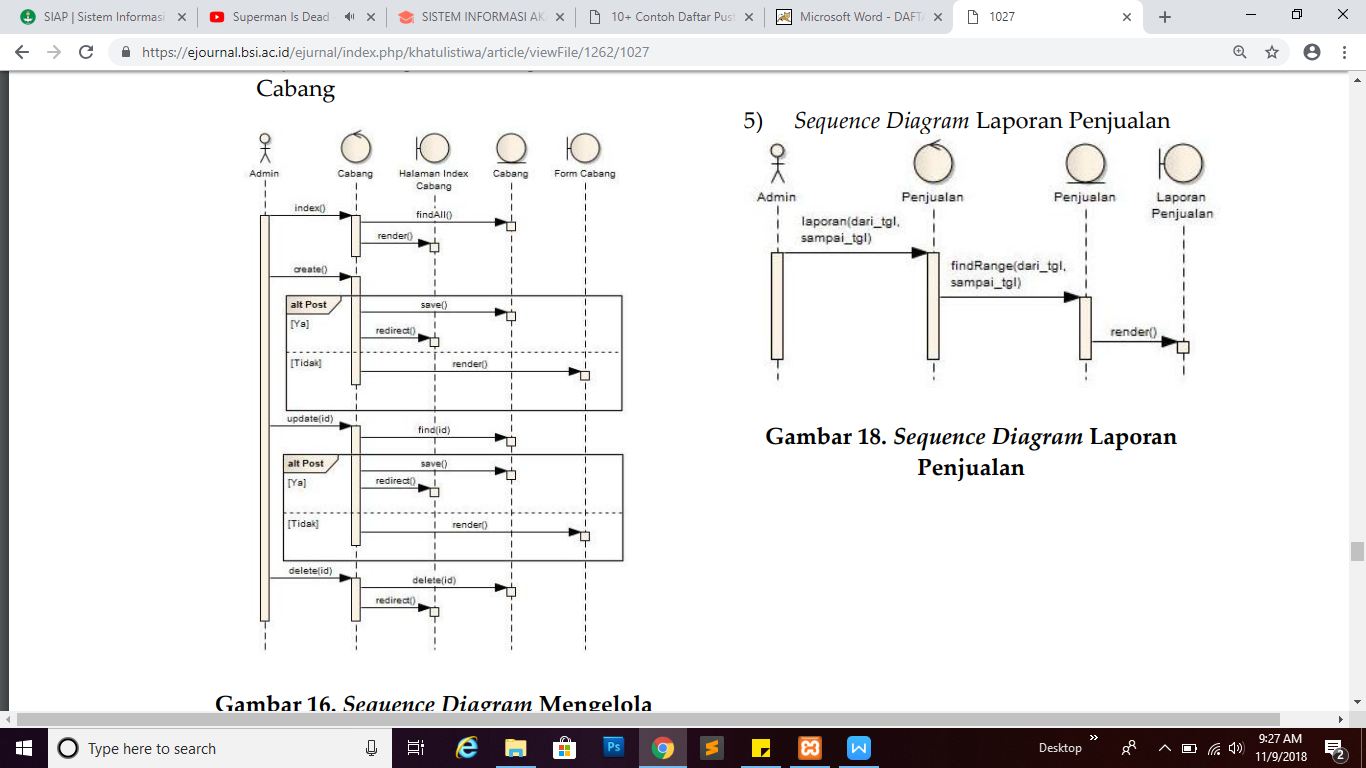 SIAP | Sistem Informasi
Superman Is Dead -
SISTEM INFORMASI AKA
10+ Contoh Daftar Pust
Microsoft Word - DAFTA
1027
https://ejournal.bsi.ac.id/ejurnal/index.php/khatulistiwa/article/viewFile/1262/1027
Cabang
Admin
Cabang
Halaman Index
Cabang
Cabang
Form Cabang
index()
findAll()
render()
create()
alt Post
save()
[Ya]
redirect()
[Tidak]
render()
update(id)
find(id)
alt Post
save()
[Ya]
redirect()
[Tidak]
render()
delete(id)
delete(id)
redirect()
Gambar 16. Sequence Diagram Mengelola
5) Sequence Diagram Laporan Penjualan
Admin
Penjualan
Penjualan
Laporan
Penjualan
laporan(dari_tgl,
sampai_tgl)
findRange(dari_tgl,
sampai_tgl)
render()
Gambar 18. Sequence Diagram Laporan
Penjualan
Type here to search
Ps
Desktop
9:27 AM
11/9/2018
2